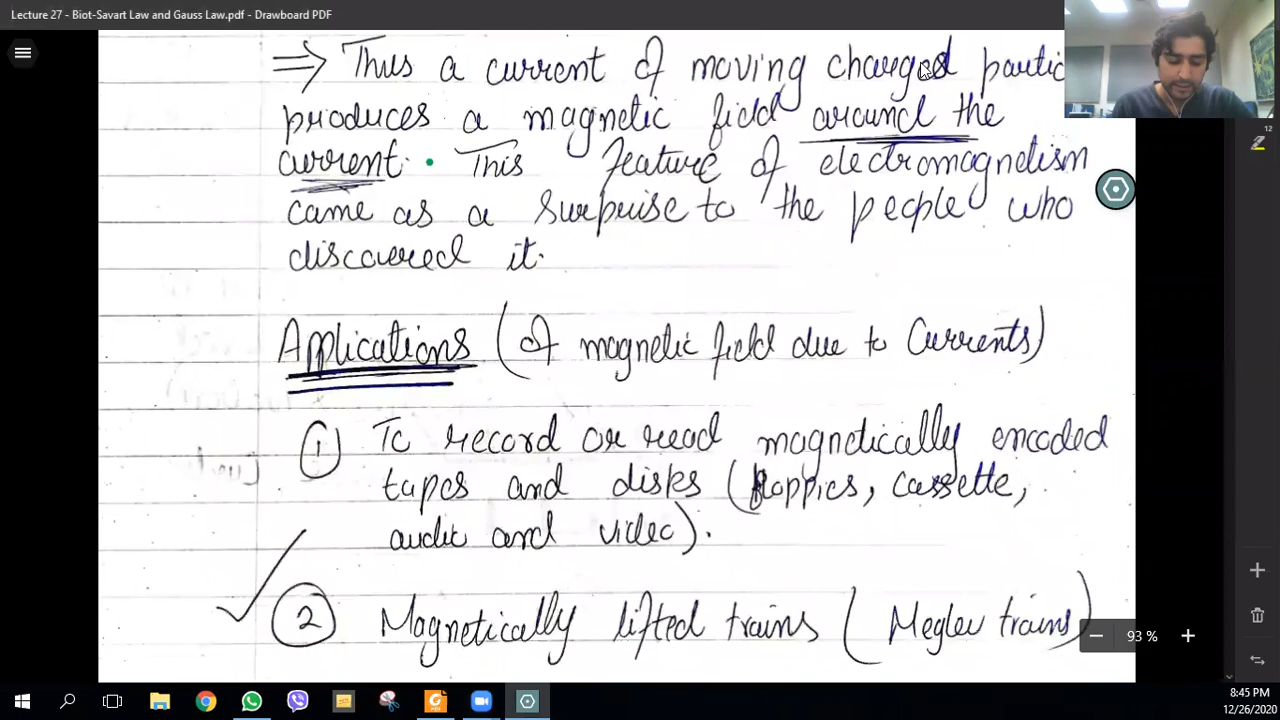 Lecture 27 - Biot-Savart Law and Gauss Law.pdf - Drawboard PDF
⇒ Thus a current of moving charged partic
produces a magnetic field around the
current. This feature of electromagnetism
came as a surprise to the people who
discovered it.
Applications (Of magnetic field due to Currents)
① To record or read magnetically encoded
tapes and disks (floppies, cassette,
audio and video).
② Magnetically lifted trains (Meglev trains)
12
93 %
8:45 PM
12/26/2020